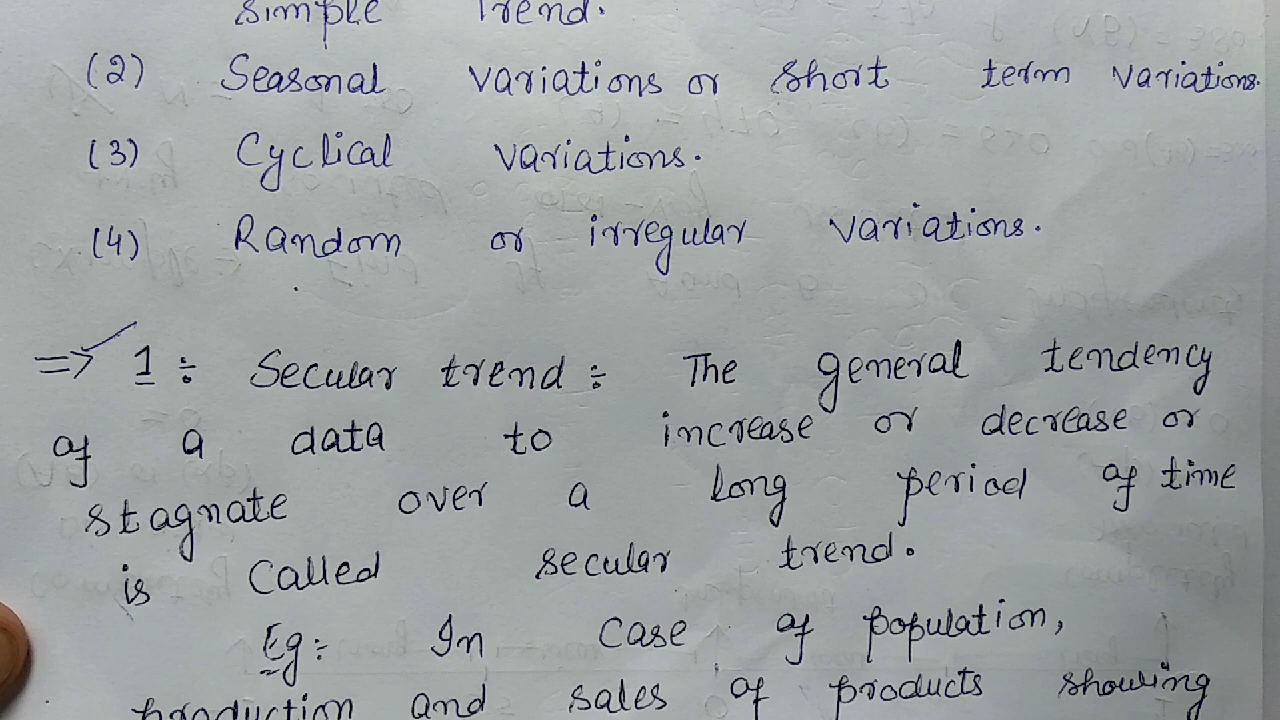 simple Trend.
(2) Seasonal variations or short term variations.
(3) Cyclical variations.
(4) Random or irregular variations.
=> 1 ÷ Secular trend ÷ The general tendency
of a data to increase or decrease or
stagnate over a long period of time
is called secular trend.
Eg÷ In case of population,
production and sales of products showing